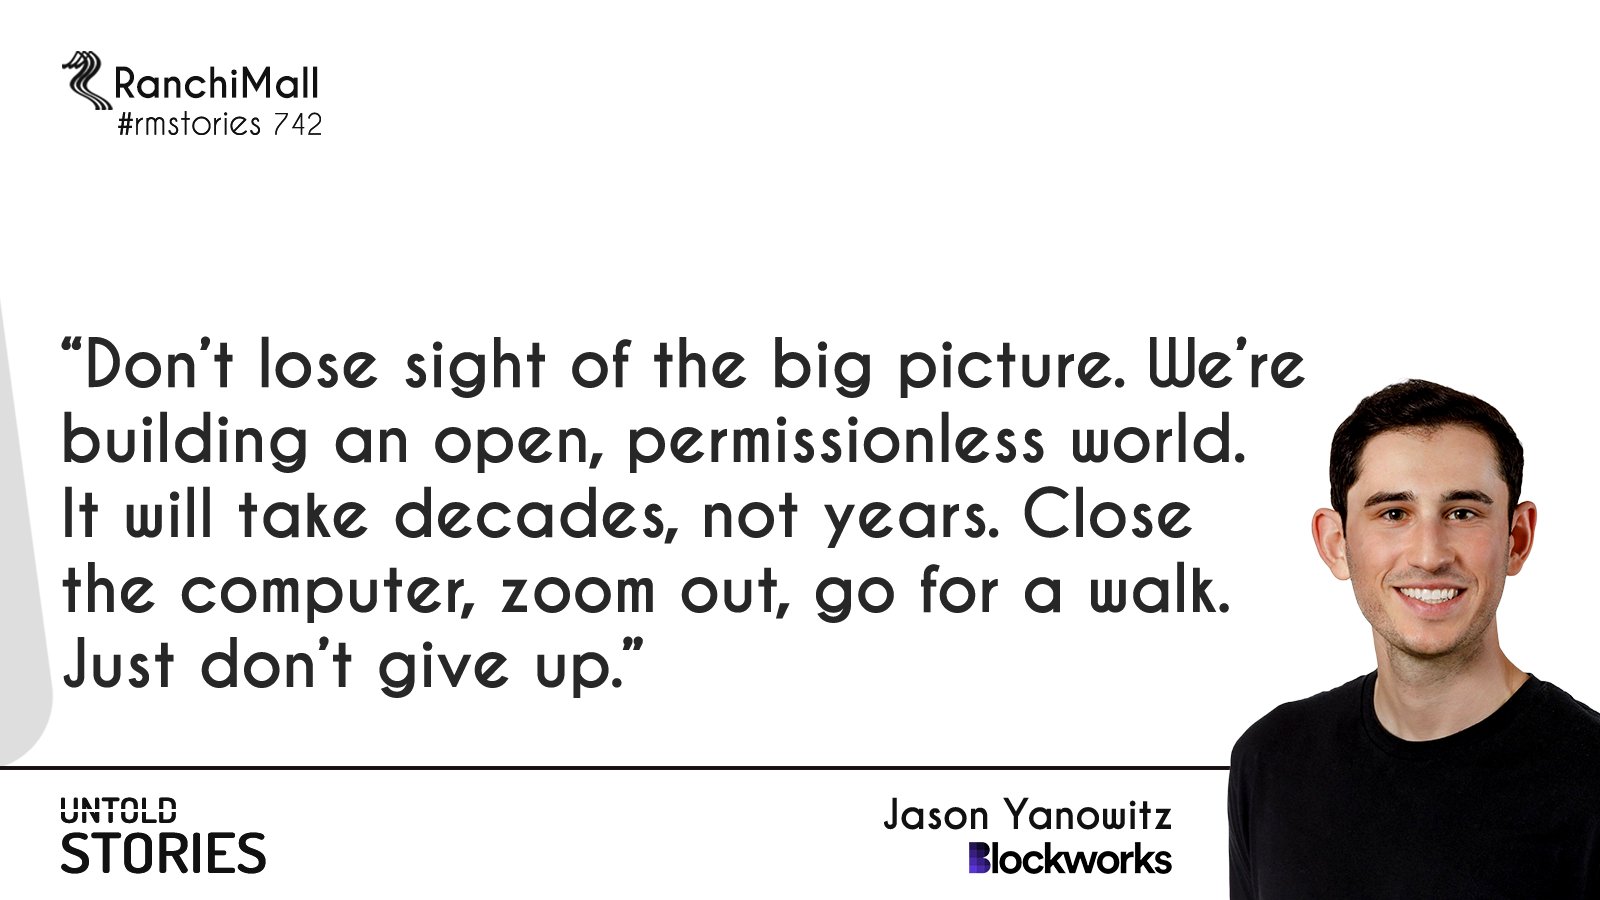 RanchiMall
#rmstories 742
“Don’t lose sight of the big picture. We’re
building an open, permissionless world.
It will take decades, not years. Close
the computer, zoom out, go for a walk.
Just don’t give up.”
UNTOLD
STORIES
Jason Yanowitz
Blockworks